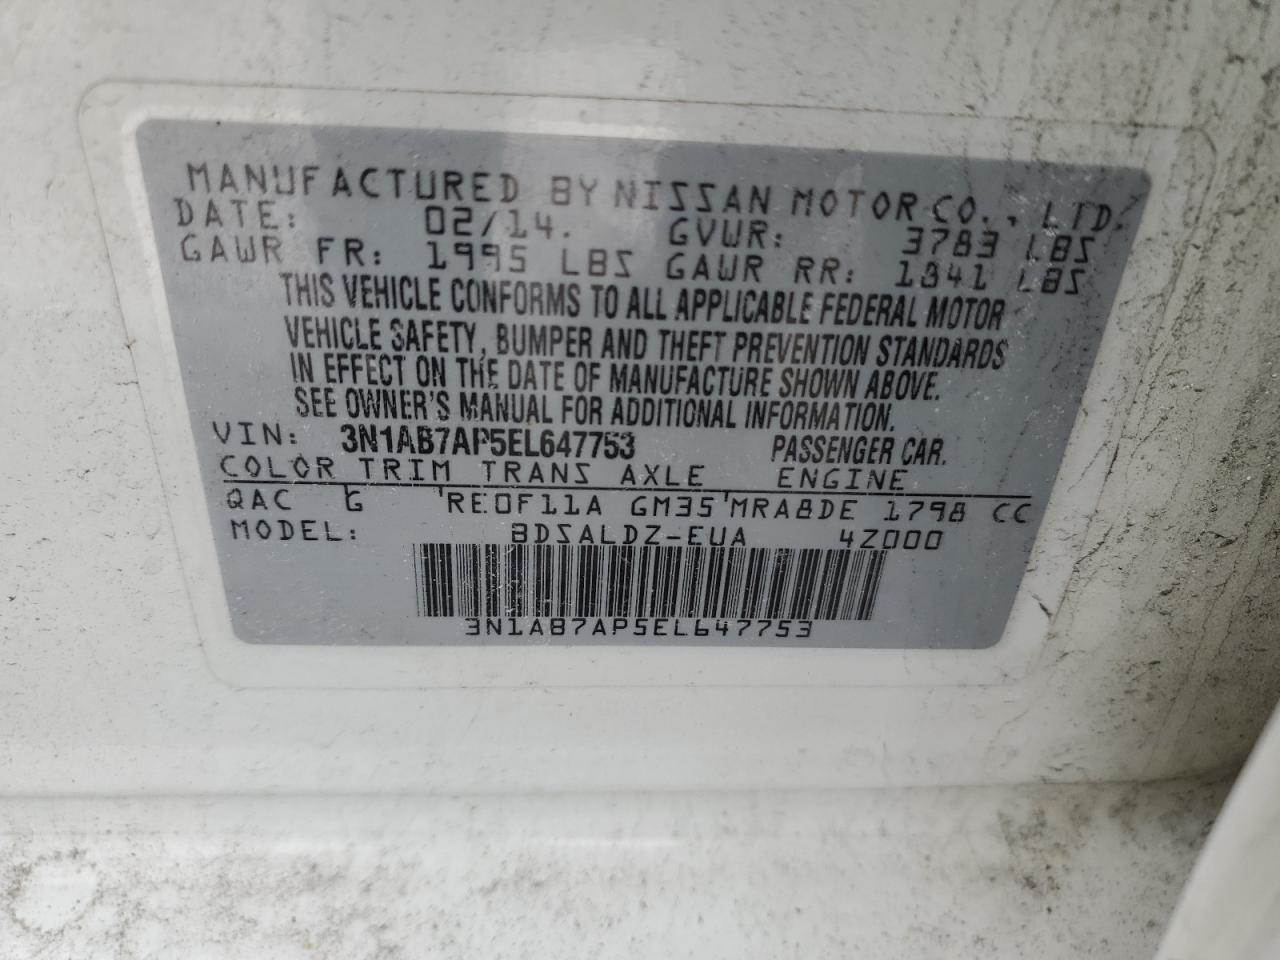 MANUFACTURED BY NISSAN MOTOR CO., LTD.
DATE: 02/14. GVWR: 3783 LBS
GAWR FR: 1995 LBS GAWR RR: 1841 LBS
THIS VEHICLE CONFORMS TO ALL APPLICABLE FEDERAL MOTOR
VEHICLE SAFETY, BUMPER AND THEFT PREVENTION STANDARDS
IN EFFECT ON THE DATE OF MANUFACTURE SHOWN ABOVE.
SEE OWNER'S MANUAL FOR ADDITIONAL INFORMATION.
VIN: 3N1AB7AP5EL647753 PASSENGER CAR.
COLOR TRIM TRANS AXLE ENGINE
QAC G RE0F11A GM35 MRA8DE 1798 CC
MODEL: BDSALDZ-EUA 4Z000
3N1AB7AP5EL647753